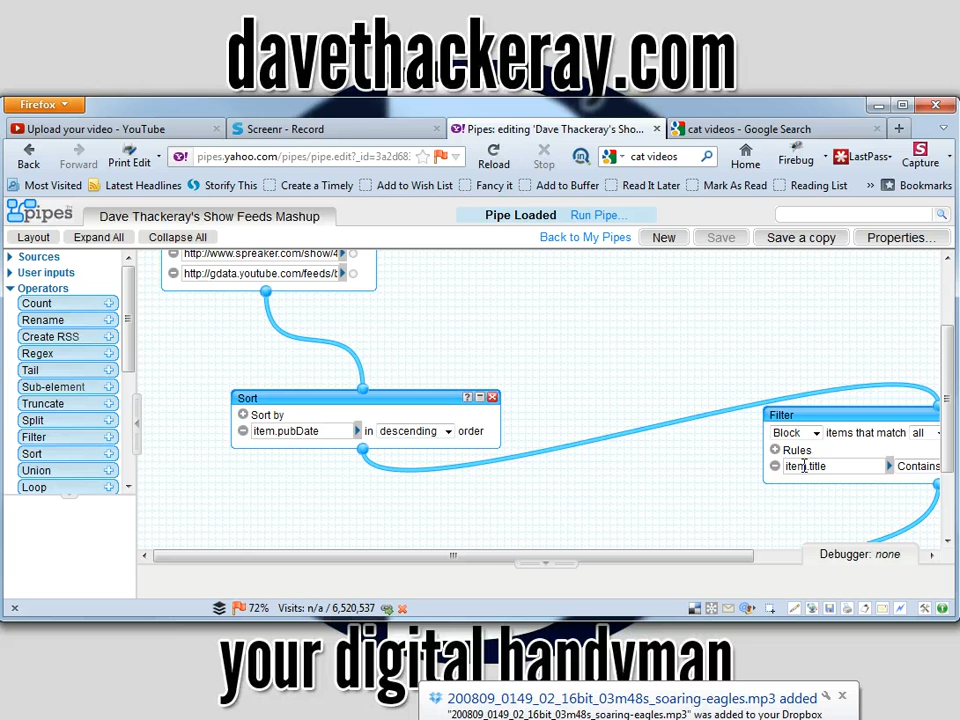 davethackeray.com
Firefox
Upload your video - YouTube
Screenr - Record
Pipes: editing 'Dave Thackeray's Sho...
cat videos - Google Search
Back
Forward
Print Edit
pipes.yahoo.com/pipes/pipe.edit?_id=3a2d68
Reload
Stop
cat videos
Home
Firebug
LastPass
Capture
Most Visited
Latest Headlines
Storify This
Create a Timely
Add to Wish List
Fancy it
Add to Buffer
Read It Later
Mark As Read
Reading List
Bookmarks
pipes
Dave Thackeray's Show Feeds Mashup
Pipe Loaded
Run Pipe...
Layout
Expand All
Collapse All
Back to My Pipes
New
Save
Save a copy
Properties...
Sources
User inputs
Operators
Count
Rename
Create RSS
Regex
Tail
Sub-element
Truncate
Split
Filter
Sort
Union
Loop
http://www.spreaker.com/show/4
http://gdata.youtube.com/feeds/b
Sort
Sort by
item.pubDate in descending order
Filter
Block items that match all
Rules
item.title Contains
Debugger: none
72% Visits: n/a / 6,520,537
your digital handyman
200809_0149_02_16bit_03m48s_soaring-eagles.mp3 added
"200809_0149_02_16bit_03m48s_soaring-eagles.mp3" was added to your Dropbox